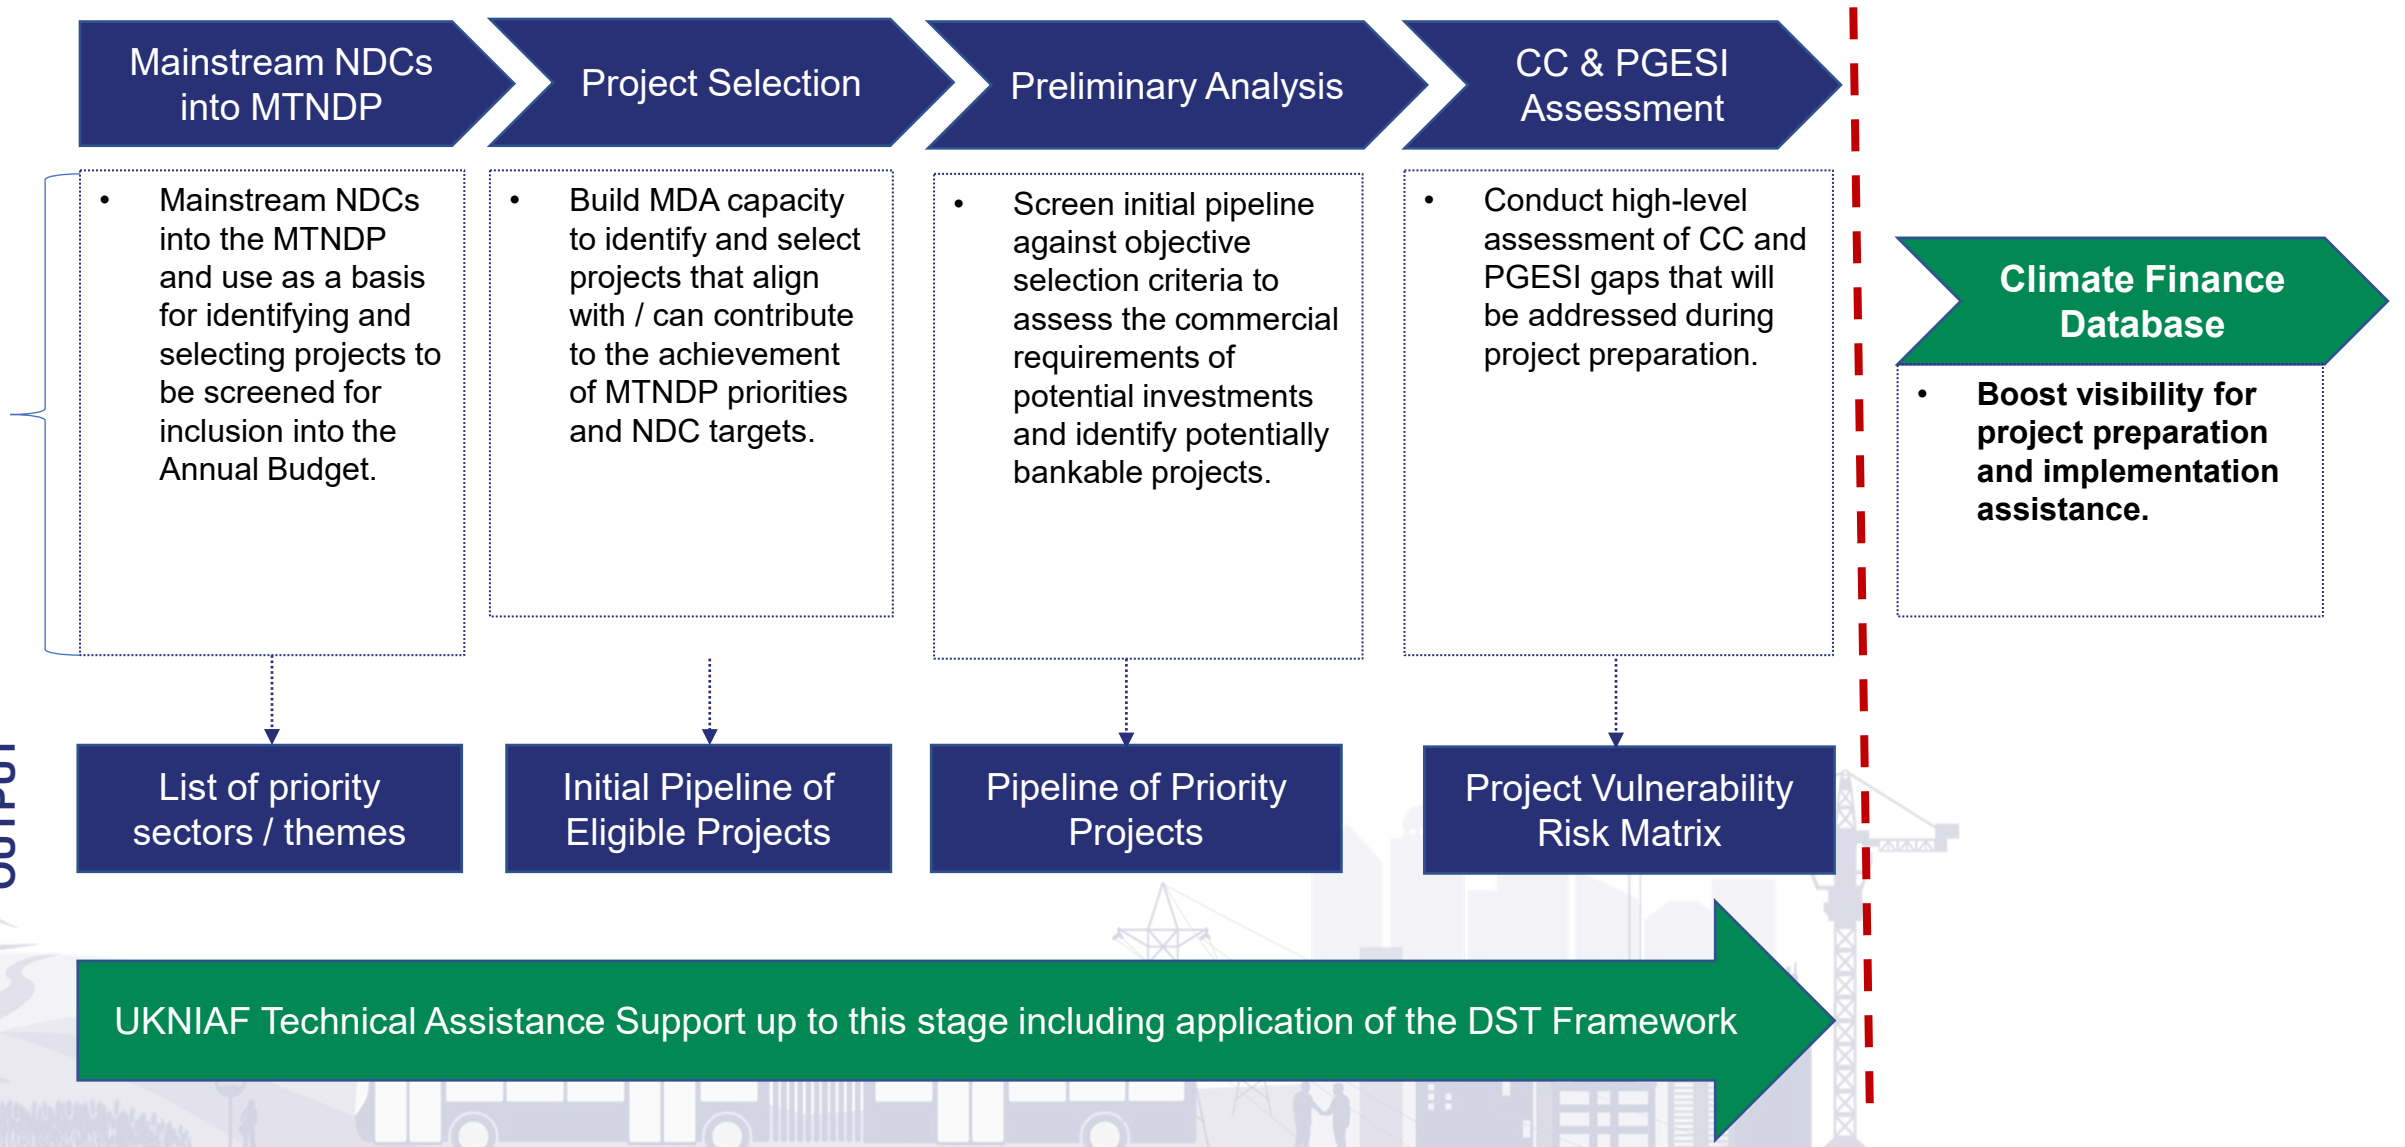 Mainstream NDCs
into MTNDP
Project Selection
Preliminary Analysis
CC & PGESI
Assessment
• Mainstream NDCs
into the MTNDP
and use as a basis
for identifying and
selecting projects to
be screened for
inclusion into the
Annual Budget.
• Build MDA capacity
to identify and select
projects that align
with / can contribute
to the achievement
of MTNDP priorities
and NDC targets.
• Screen initial pipeline
against objective
selection criteria to
assess the commercial
requirements of
potential investments
and identify potentially
bankable projects.
• Conduct high-level
assessment of CC and
PGESI gaps that will
be addressed during
project preparation.
Climate Finance
Database
• Boost visibility for
project preparation
and implementation
assistance.
OUTPUT
List of priority
sectors / themes
Initial Pipeline of
Eligible Projects
Pipeline of Priority
Projects
Project Vulnerability
Risk Matrix
UKNIAF Technical Assistance Support up to this stage including application of the DST Framework